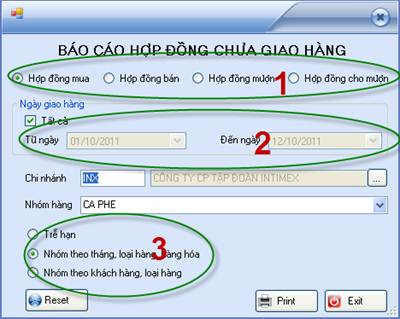 BÁO CÁO HỢP ĐỒNG CHƯA GIAO HÀNG
Hợp đồng mua Hợp đồng bán Hợp đồng mượn Hợp đồng cho mượn
1
Ngày giao hàng
Tất cả
Từ ngày 01/10/2011 Đến ngày 12/10/2011
2
Chi nhánh INX CÔNG TY CP TẬP ĐOÀN INTIMEX ...
Nhóm hàng CA PHE
Trễ hạn
Nhóm theo tháng, loại hàng, hàng hóa
3
Nhóm theo khách hàng, loại hàng
Reset Print Exit